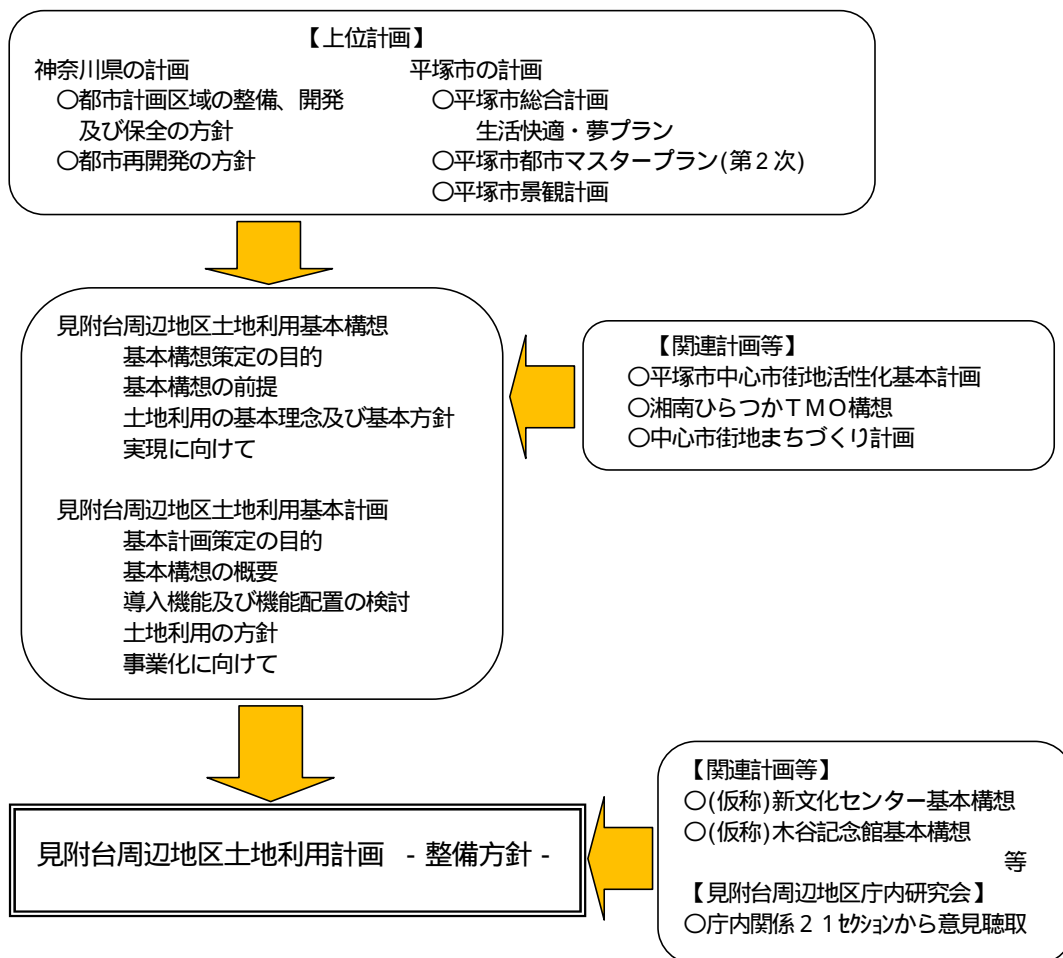 【上位計画】
神奈川県の計画
〇都市計画区域の整備、開発
及び保全の方針
〇都市再開発の方針
平塚市の計画
〇平塚市総合計画
生活快適・夢プラン
〇平塚市都市マスタープラン(第2次)
〇平塚市景観計画
見附台周辺地区土地利用基本構想
基本構想策定の目的
基本構想の前提
土地利用の基本理念及び基本方針
実現に向けて
見附台周辺地区土地利用基本計画
基本計画策定の目的
基本構想の概要
導入機能及び機能配置の検討
土地利用の方針
事業化に向けて
【関連計画等】
〇平塚市中心市街地活性化基本計画
〇湘南ひらつかTMO構想
〇中心市街地まちづくり計画
見附台周辺地区土地利用計画 - 整備方針 -
【関連計画等】
〇(仮称)新文化センター基本構想
〇(仮称)木谷記念館基本構想
等
【見附台周辺地区庁内研究会】
〇庁内関係21ｾｸｼｮﾝから意見聴取